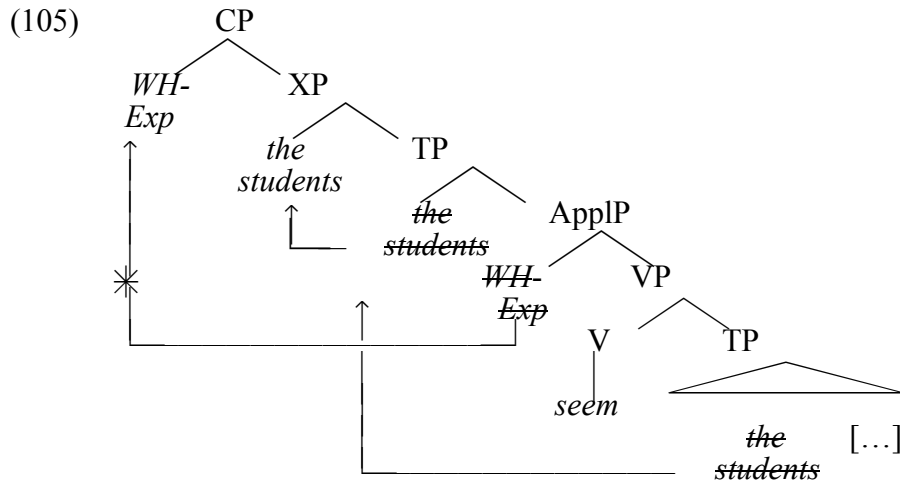 (105) CP
WH-
Exp
XP
the
students
TP
the
students
ApplP
WH-
Exp
VP
V
TP
seem
the
students
[…]